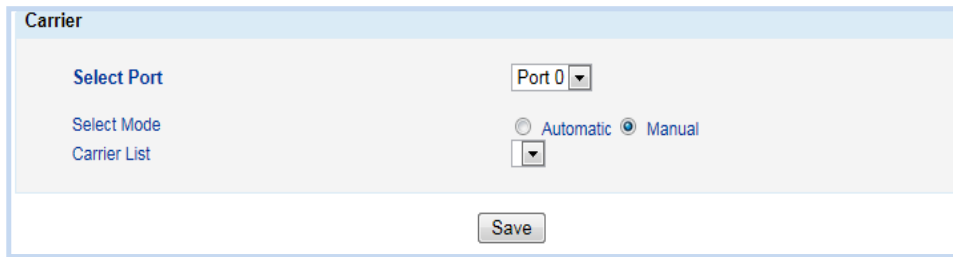 Carrier
Select Port Port 0
Select Mode Automatic Manual
Carrier List
Save